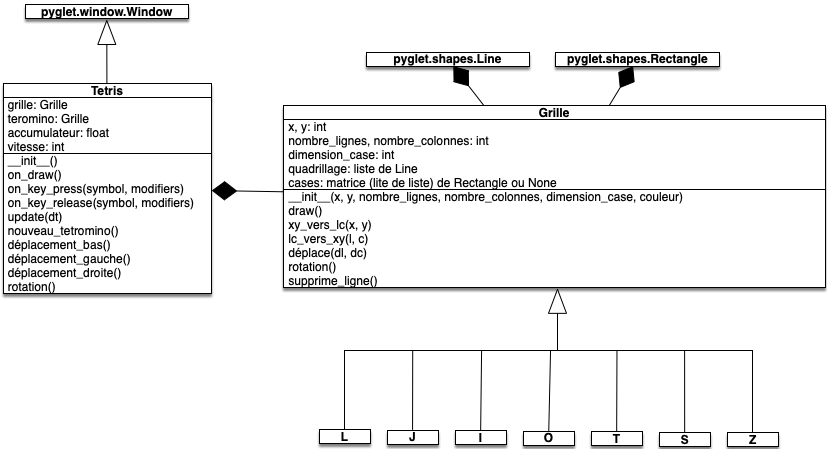 pyglet.window.Window
pyglet.shapes.Line
pyglet.shapes.Rectangle
Tetris
grille: Grille
teromino: Grille
accumulateur: float
vitesse: int
__init__()
on_draw()
on_key_press(symbol, modifiers)
on_key_release(symbol, modifiers)
update(dt)
nouveau_tetromino()
déplacement_bas()
déplacement_gauche()
déplacement_droite()
rotation()
Grille
x, y: int
nombre_lignes, nombre_colonnes: int
dimension_case: int
quadrillage: liste de Line
cases: matrice (lite de liste) de Rectangle ou None
__init__(x, y, nombre_lignes, nombre_colonnes, dimension_case, couleur)
draw()
xy_vers_lc(x, y)
lc_vers_xy(l, c)
déplace(dl, dc)
rotation()
supprime_ligne()
L
J
I
O
T
S
Z